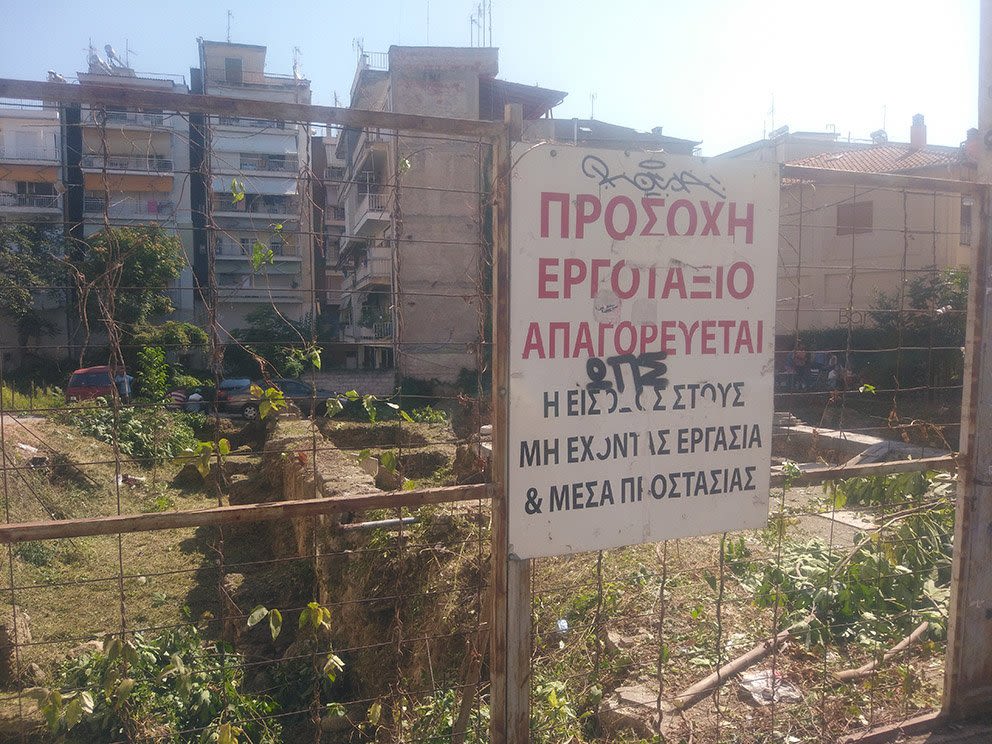 ΠΡΟΣΟΧΗ
ΕΡΓΟΤΑΞΙΟ
ΑΠΑΓΟΡΕΥΕΤΑΙ
Η ΕΙΣΟΔΟΣ ΣΤΟΥΣ
ΜΗ ΕΧΟΝΤΑΣ ΕΡΓΑΣΙΑ
& ΜΕΣΑ ΠΡΟΣΤΑΣΙΑΣ